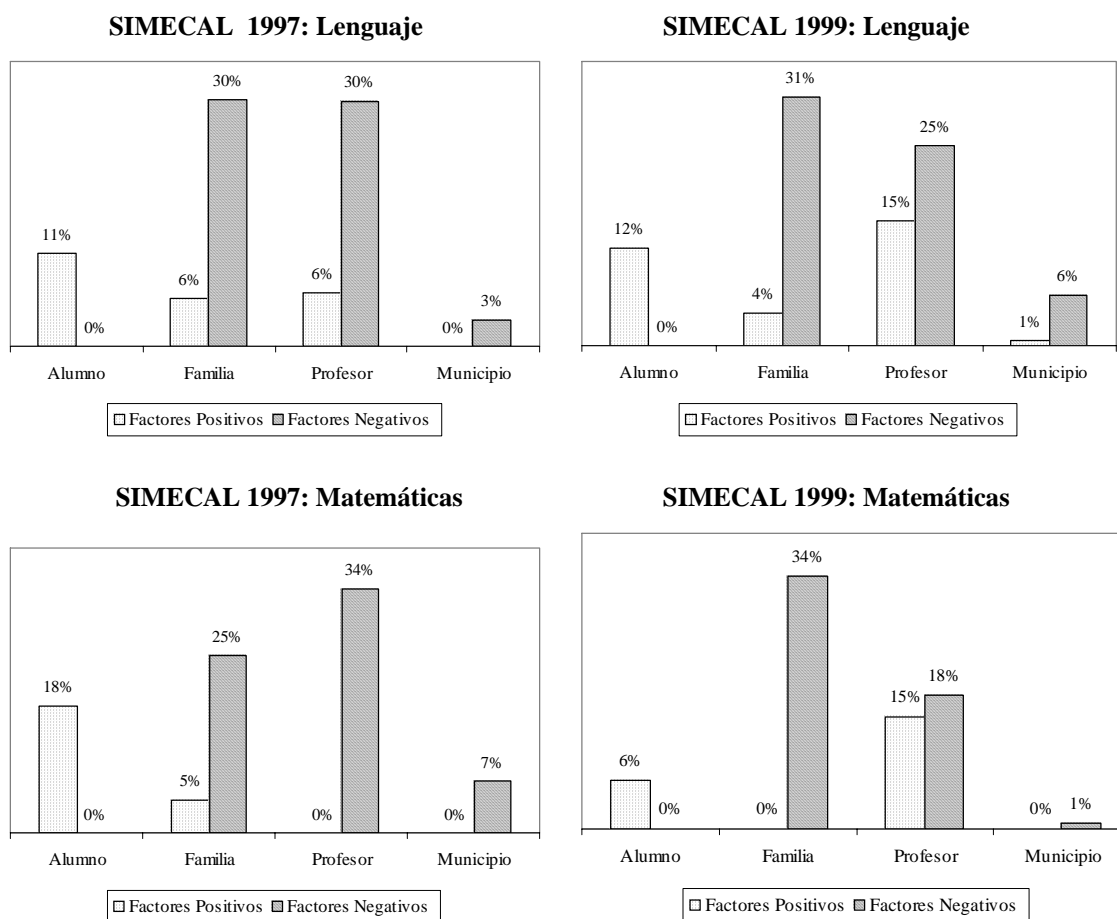 SIMECAL 1997: Lenguaje
30%
30%
11%
6%
6%
3%
0%
0%
Alumno Familia Profesor Municipio
Factores Positivos Factores Negativos
SIMECAL 1999: Lenguaje
31%
25%
15%
12%
6%
4%
1%
0%
Alumno Familia Profesor Municipio
Factores Positivos Factores Negativos
SIMECAL 1997: Matemáticas
34%
25%
18%
7%
5%
0%
0%
0%
Alumno Familia Profesor Municipio
Factores Positivos Factores Negativos
SIMECAL 1999: Matemáticas
34%
18%
15%
6%
1%
0%
0%
0%
Alumno Familia Profesor Municipio
Factores Positivos Factores Negativos